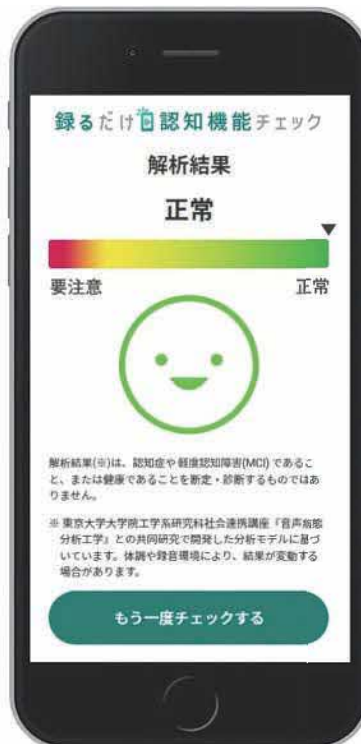 録るだけ認知機能チェック
解析結果
正常
要注意 正常
解析結果(※)は、認知症や軽度認知障害(MCI) であるこ
と、または健康であることを断定・診断するものではあ
りません。
※ 東京大学大学院工学系研究科社会連携講座「音声病態
分析工学」との共同研究で開発した分析モデルに基づ
いています。体調や録音環境により、結果が変動する
場合があります。
もう一度チェックする